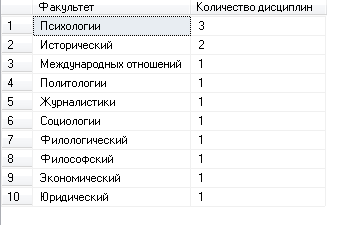 Факультет Количество дисциплин
1 Психологии 3
2 Исторический 2
3 Международных отношений 1
4 Политологии 1
5 Журналистики 1
6 Социологии 1
7 Филологический 1
8 Философский 1
9 Экономический 1
10 Юридический 1